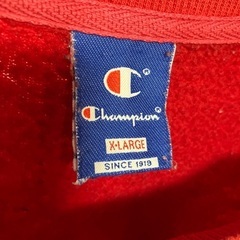 Champion
X-LARGE
SINCE 1919